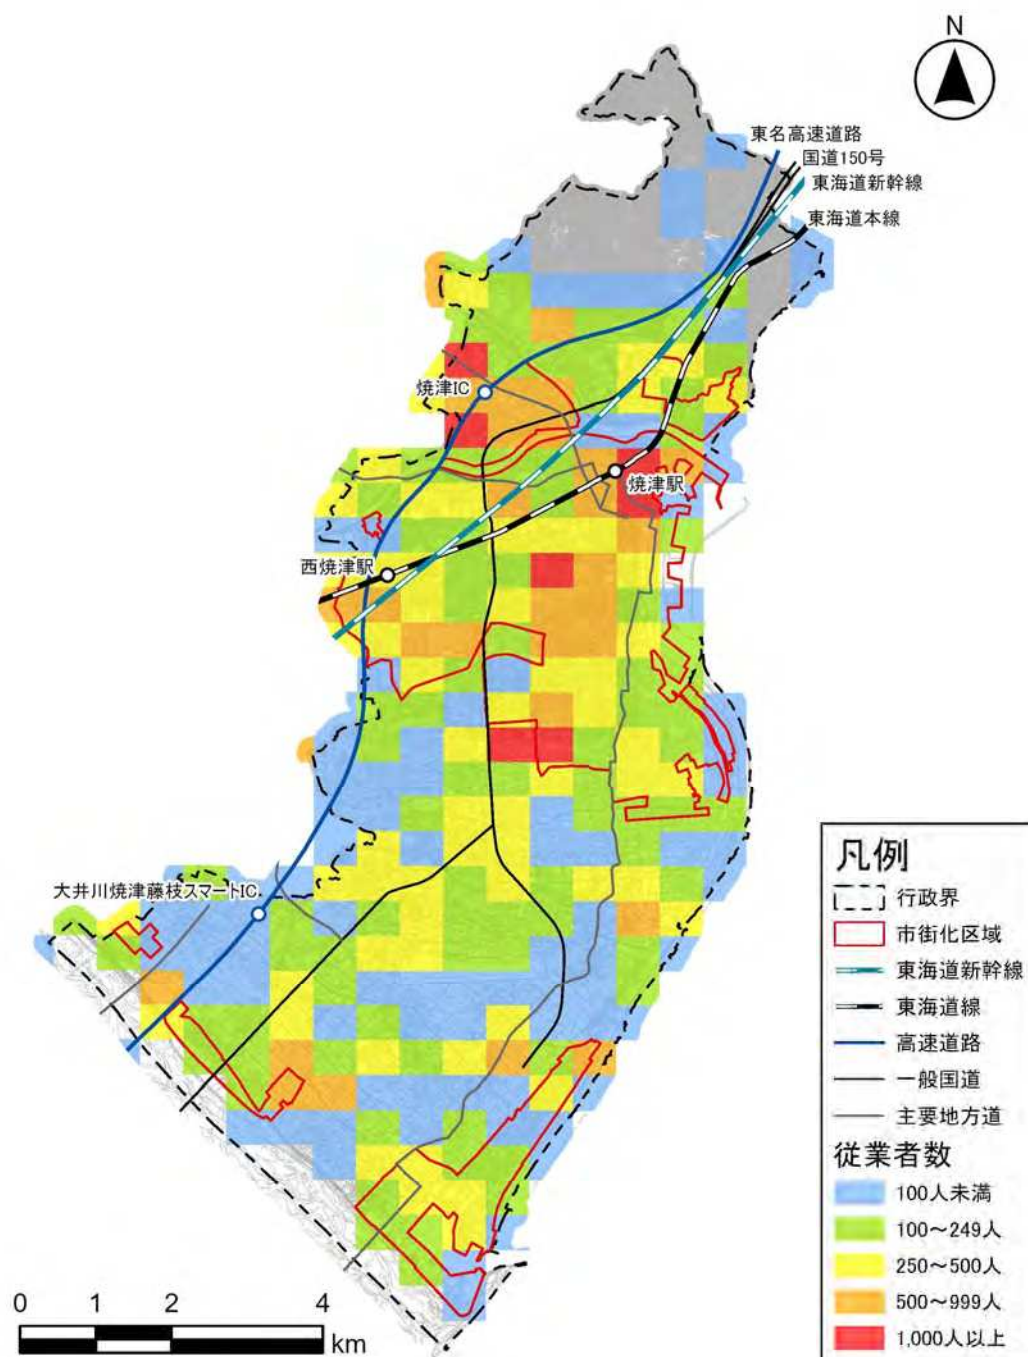 N
東名高速道路
国道150号
東海道新幹線
東海道本線
焼津IC
焼津駅
西焼津駅
大井川焼津藤枝スマートIC
凡例
行政界
市街化区域
東海道新幹線
東海道線
高速道路
一般国道
主要地方道
従業者数
100人未満
100～249人
250～500人
500～999人
1,000人以上
0 1 2 4
km